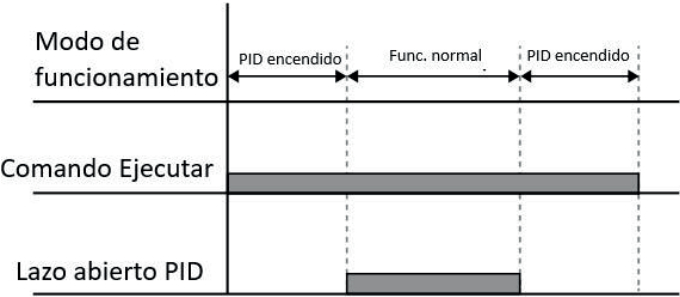 Modo de
funcionamiento
PID encendido
Func. normal
PID encendido
Comando Ejecutar
Lazo abierto PID